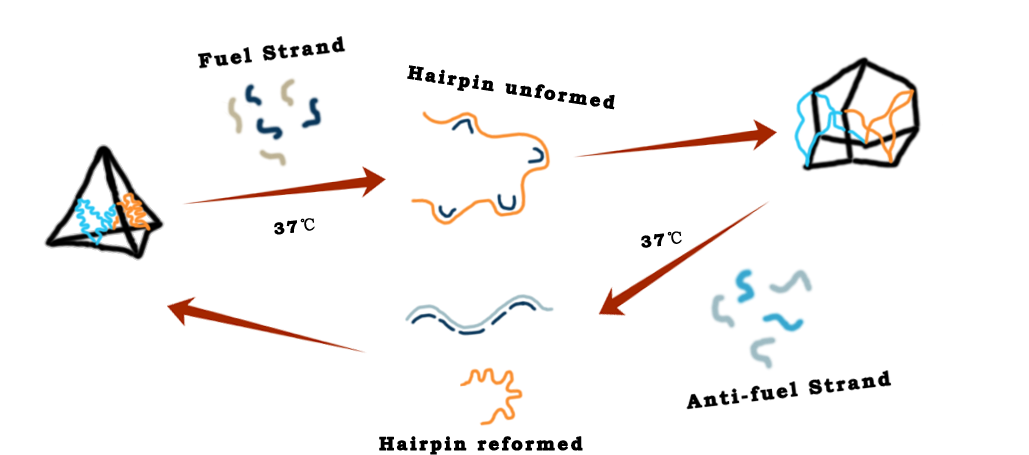 Fuel Strand
Hairpin unformed
37℃
37℃
Anti-fuel Strand
Hairpin reformed